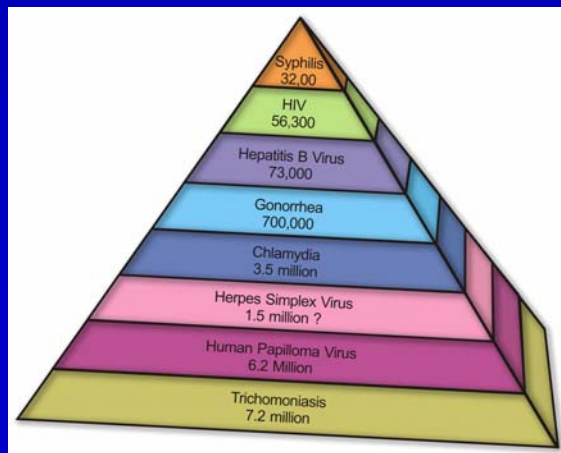 Syphilis
32,00
HIV
56,300
Hepatitis B Virus
73,000
Gonorrhea
700,000
Chlamydia
3.5 million
Herpes Simplex Virus
1.5 million ?
Human Papilloma Virus
6.2 Million
Trichomoniasis
7.2 million